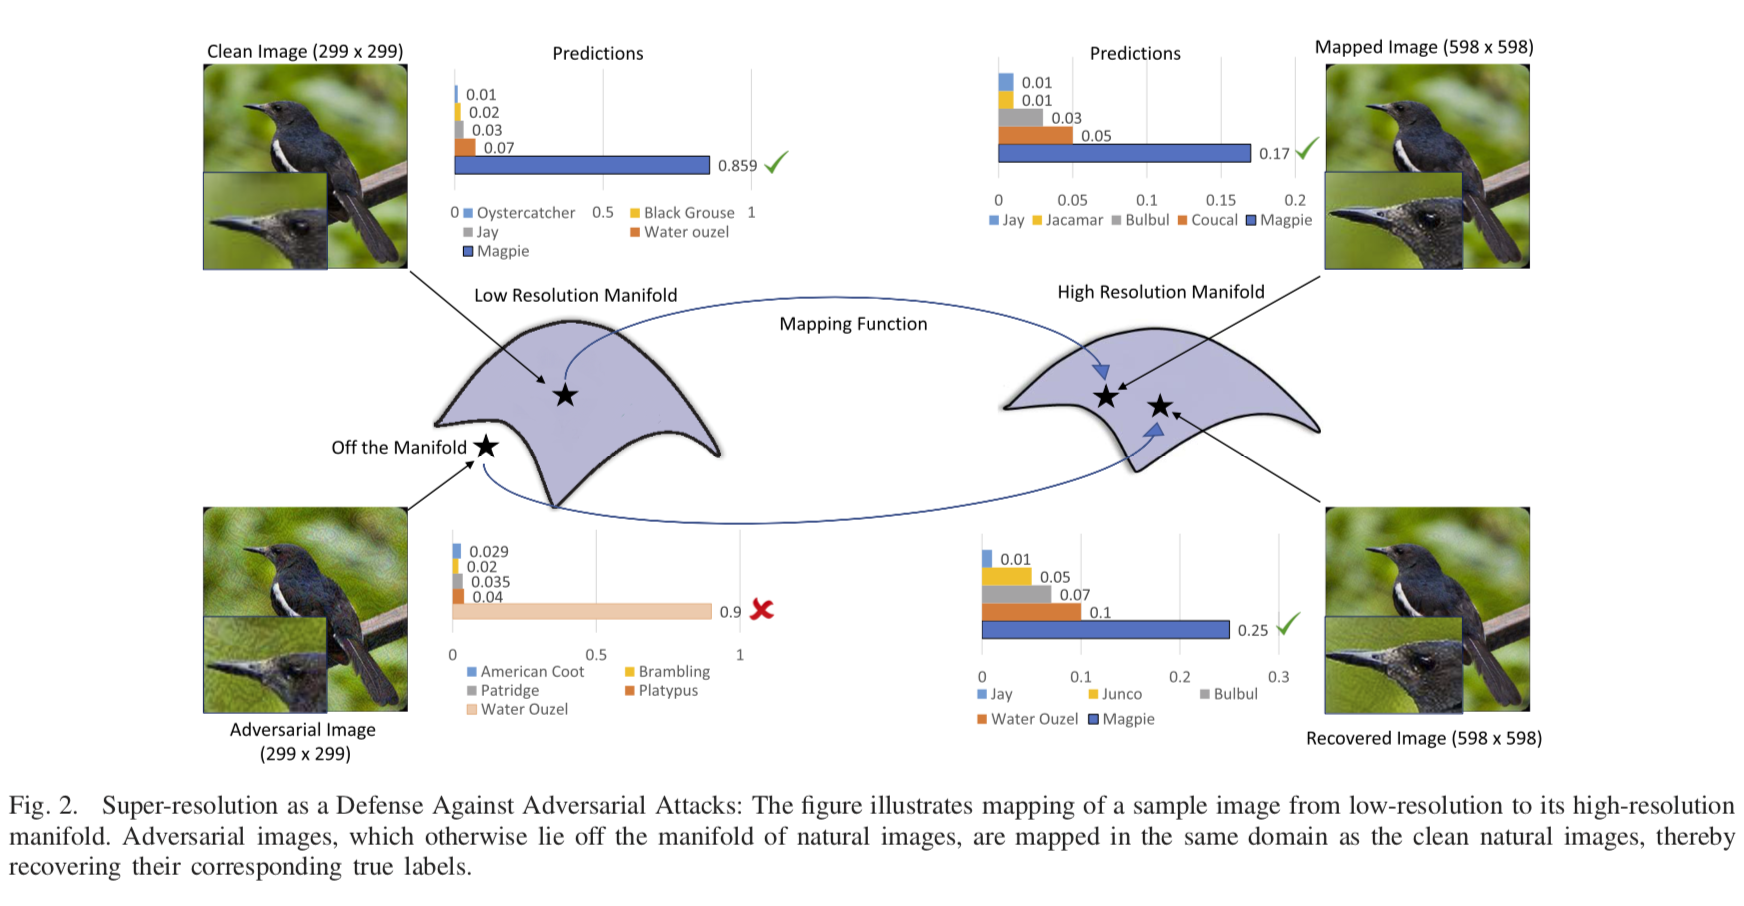 Clean Image (299 x 299)
Predictions
0.01
0.02
0.03
0.07
0.859
0 0.5 1
Oystercatcher Black Grouse
Jay Water ouzel
Magpie
Predictions
0.01
0.01
0.03
0.05
0.17
0 0.05 0.1 0.15 0.2
Jay Jacamar Bulbul Coucal Magpie
Mapped Image (598 x 598)
Low Resolution Manifold
Mapping Function
High Resolution Manifold
Off the Manifold
Adversarial Image
(299 x 299)
0.029
0.02
0.035
0.04
0.9
0 0.5 1
American Coot Brambling
Patridge Platypus
Water Ouzel
0.01
0.05
0.07
0.1
0.25
0 0.1 0.2 0.3
Jay Junco Bulbul
Water Ouzel Magpie
Recovered Image (598 x 598)
Fig. 2. Super-resolution as a Defense Against Adversarial Attacks: The figure illustrates mapping of a sample image from low-resolution to its high-resolution
manifold. Adversarial images, which otherwise lie off the manifold of natural images, are mapped in the same domain as the clean natural images, thereby
recovering their corresponding true labels.